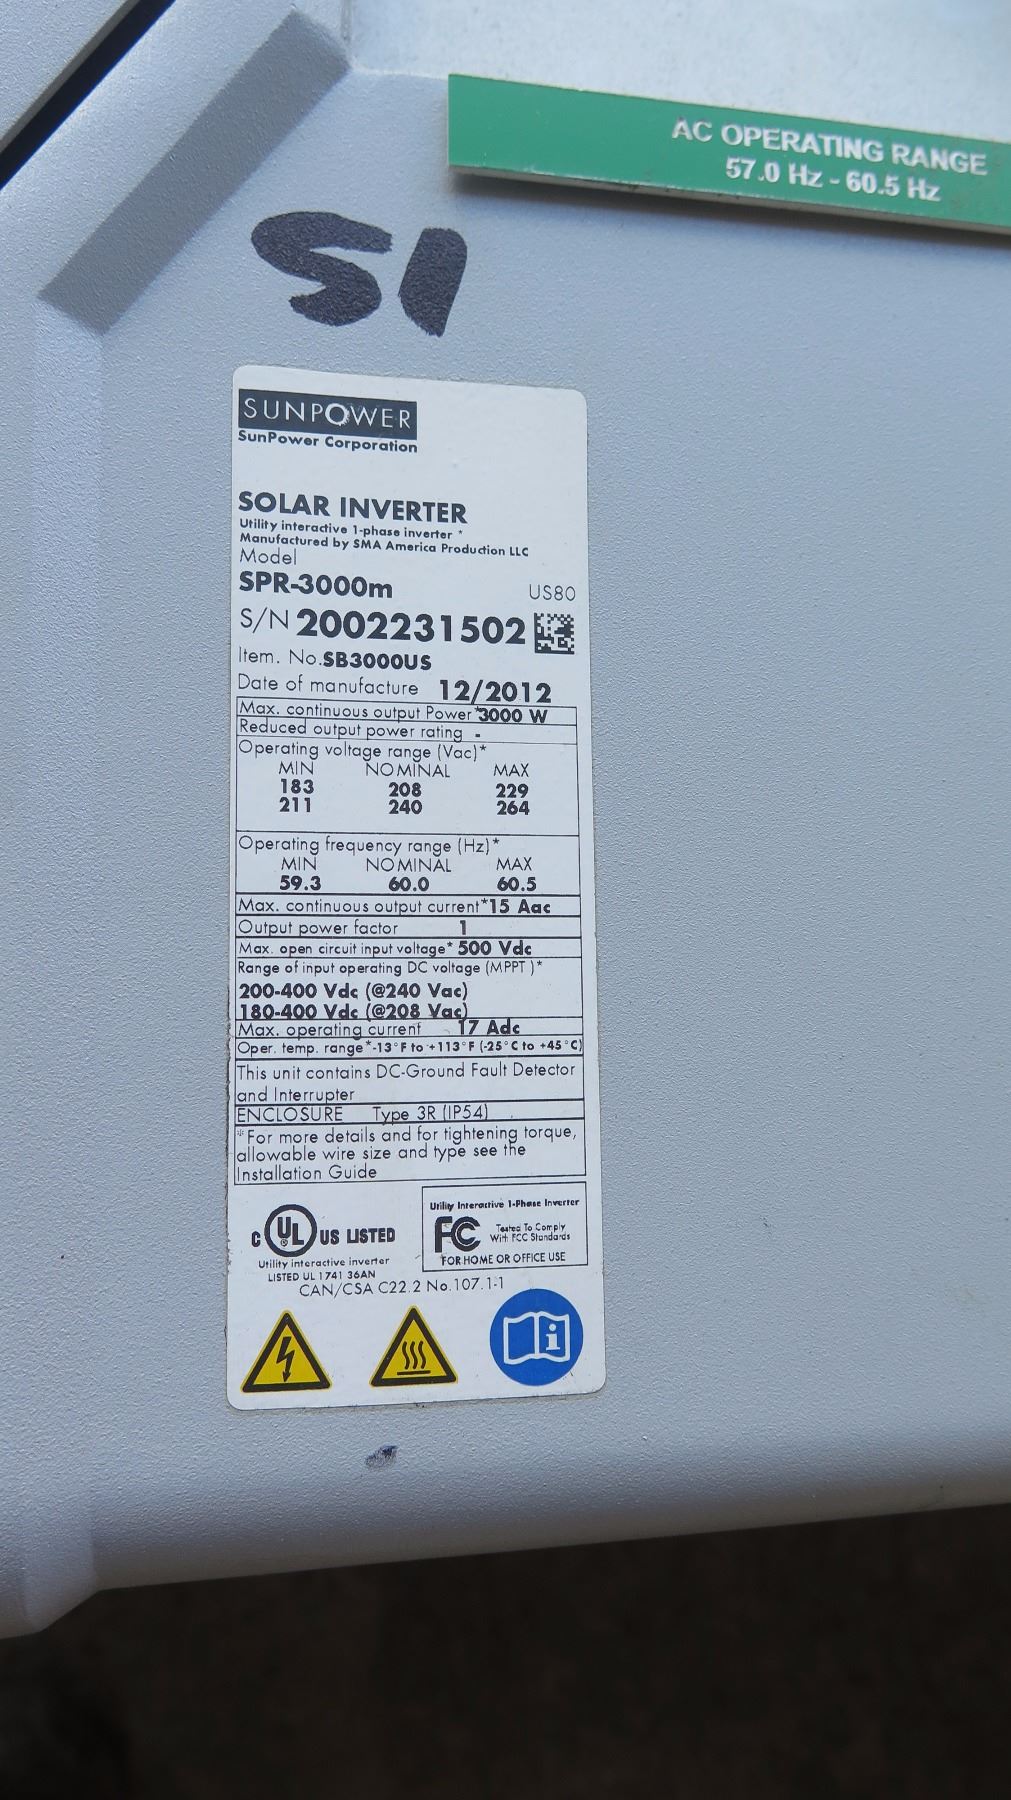 AC OPERATING RANGE
57.0 Hz - 60.5 Hz
S1
SUNPOWER
SunPower Corporation
SOLAR INVERTER
Utility interactive 1-phase inverter *
Manufactured by SMA America Production LLC
Model
SPR-3000m US80
S/N 2002231502
Item. No.SB3000US
Date of manufacture 12/2012
Max. continuous output Power*3000 W
Reduced output power rating -
Operating voltage range (Vac)*
MIN NOMINAL MAX
183 208 229
211 240 264
Operating frequency range (Hz)*
MIN NOMINAL MAX
59.3 60.0 60.5
Max. continuous output current*15 Aac
Output power factor 1
Max. open circuit input voltage* 500 Vdc
Range of input operating DC voltage (MPPT )*
200-400 Vdc (@240 Vac)
180-400 Vdc (@208 Vac)
Max. operating current 17 Adc
Oper. temp. range*-13°F to +113°F (-25°C to +45°C)
This unit contains DC-Ground Fault Detector
and Interrupter
ENCLOSURE Type 3R (IP54)
*For more details and for tightening torque,
allowable wire size and type see the
Installation Guide
C UL US LISTED
Utility interactive inverter
LISTED UL 1741 36AN
CAN/CSA C22.2 No.107.1-1
Utility Interactive 1-Phase Inverter
FC Tested To Comply
With FCC Standards
FOR HOME OR OFFICE USE